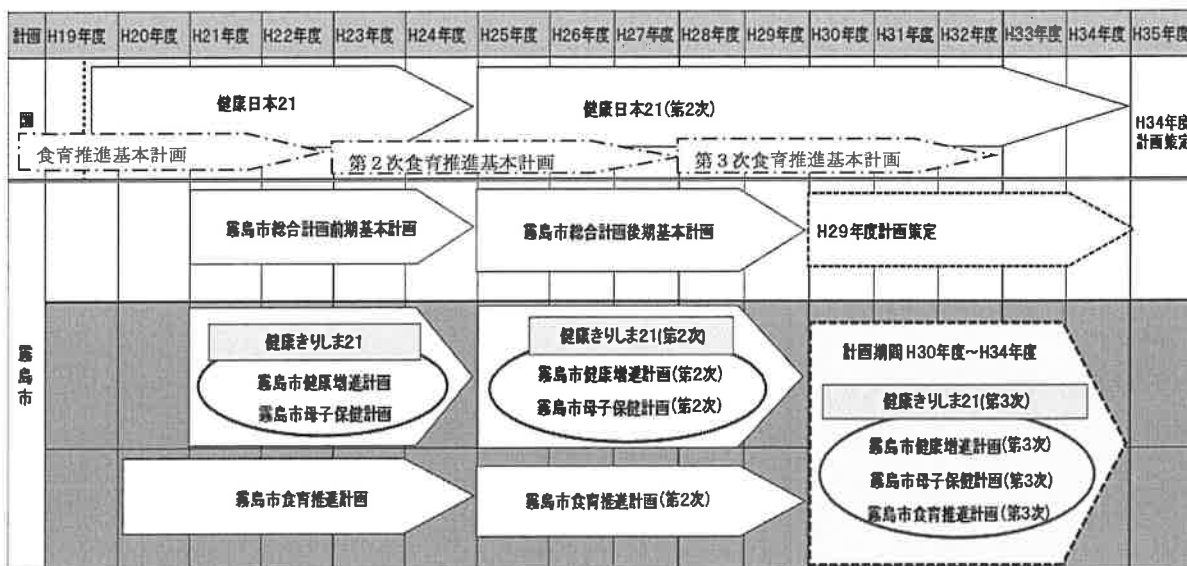 計画 H19年度 H20年度 H21年度 H22年度 H23年度 H24年度 H25年度 H26年度 H27年度 H28年度 H29年度 H30年度 H31年度 H32年度 H33年度 H34年度 H35年度
国
健康日本21
健康日本21(第2次)
H34年度
計画策定
食育推進基本計画
第2次食育推進基本計画
第3次食育推進基本計画
霧島市
霧島市総合計画前期基本計画
霧島市総合計画後期基本計画
H29年度計画策定
健康きりしま21
霧島市健康増進計画
霧島市母子保健計画
健康きりしま21(第2次)
霧島市健康増進計画(第2次)
霧島市母子保健計画(第2次)
計画期間H30年度～H34年度
健康きりしま21(第3次)
霧島市健康増進計画(第3次)
霧島市母子保健計画(第3次)
霧島市食育推進計画(第3次)
霧島市食育推進計画
霧島市食育推進計画(第2次)